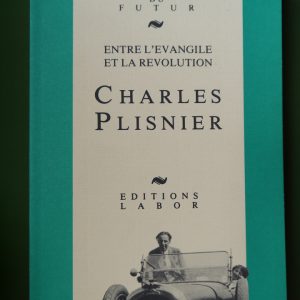 FUTUR
ENTRE L'EVANGILE
ET LA REVOLUTION
CHARLES
PLISNIER
EDITIONS
LABOR